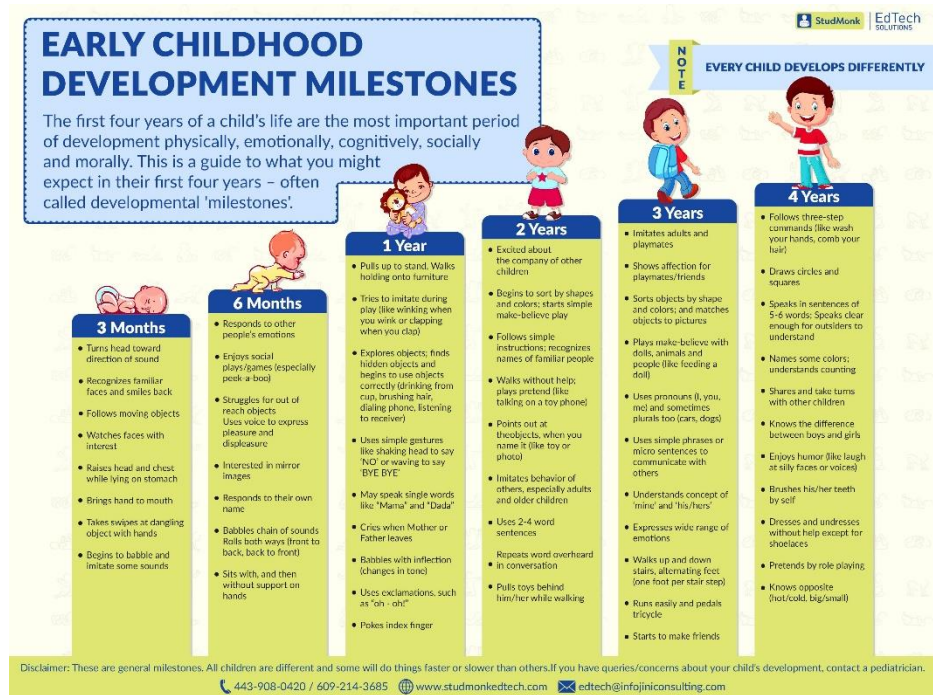 StudMonk
EdTech
SOLUTIONS
EARLY CHILDHOOD
DEVELOPMENT MILESTONES
The first four years of a child's life are the most important period
of development physically, emotionally, cognitively, socially
and morally. This is a guide to what you might
expect in their first four years – often
called developmental 'milestones'.
NOTE
EVERY CHILD DEVELOPS DIFFERENTLY
3 Months
• Turns head toward
direction of sound
• Recognizes familiar
faces and smiles back
• Follows moving objects
• Watches faces with
interest
• Raises head and chest
while lying on stomach
• Brings hand to mouth
• Takes swipes at dangling
object with hands
• Begins to babble and
imitate some sounds
6 Months
• Responds to other
people's emotions
• Enjoys social
plays/games (especially
peek-a-boo)
• Struggles for out of
reach objects
Uses voice to express
pleasure and
displeasure
• Interested in mirror
images
• Responds to their own
name
• Babbles chain of sounds
Rolls both ways (front to
back, back to front)
• Sits with, and then
without support on
hands
1 Year
• Pulls up to stand, Walks
holding onto furniture
• Tries to imitate during
play (like winking when
you wink or clapping
when you clap)
• Explores objects; finds
hidden objects and
begins to use objects
correctly (drinking from
cup, brushing hair,
dialing phone, listening
to receiver)
• Uses simple gestures
like shaking head to say
'NO' or waving to say
'BYE BYE'
• May speak single words
like "Mama" and "Dada"
• Cries when Mother or
Father leaves
• Babbles with inflection
(changes in tone)
• Uses exclamations, such
as "oh - oh!"
• Pokes index finger
2 Years
• Excited about
the company of other
children
• Begins to sort by shapes
and colors; starts simple
make-believe play
• Follows simple
instructions; recognizes
names of familiar people
• Walks without help;
plays pretend (like
talking on a toy phone)
• Points out at
theobjects, when you
name it (like toy or
photo)
• Imitates behavior of
others, especially adults
and older children
• Uses 2-4 word
sentences
Repeats word overheard
• in conversation
• Pulls toys behind
him/her while walking
3 Years
• Imitates adults and
playmates
• Shows affection for
playmates/friends
• Sorts objects by shape
and colors; and matches
objects to pictures
• Plays make-believe with
dolls, animals and
people (like feeding a
doll)
• Uses pronouns (I, you,
me) and sometimes
plurals too (cars, dogs)
• Uses simple phrases or
micro sentences to
communicate with
others
• Understands concept of
'mine' and 'his/hers'
• Expresses wide range of
emotions
• Walks up and down
stairs, alternating feet
(one foot per stair step)
• Runs easily and pedals
tricycle
• Starts to make friends
4 Years
• Follows three-step
commands (like wash
your hands, comb your
hair)
• Draws circles and
squares
• Speaks in sentences of
5-6 words; Speaks clear
enough for outsiders to
understand
• Names some colors;
understands counting
• Shares and take turns
with other children
• Knows the difference
between boys and girls
• Enjoys humor (like laugh
at silly faces or voices)
• Brushes his/her teeth
by self
• Dresses and undresses
without help except for
shoelaces
• Pretends by role playing
• Knows opposite
(hot/cold, big/small)
Disclaimer: These are general milestones. All children are different and some will do things faster or slower than others.If you have queries/concerns about your child's development, contact a pediatrician.
443-908-0420 / 609-214-3685 www.studmonkedtech.com edtech@infojiniconsulting.com